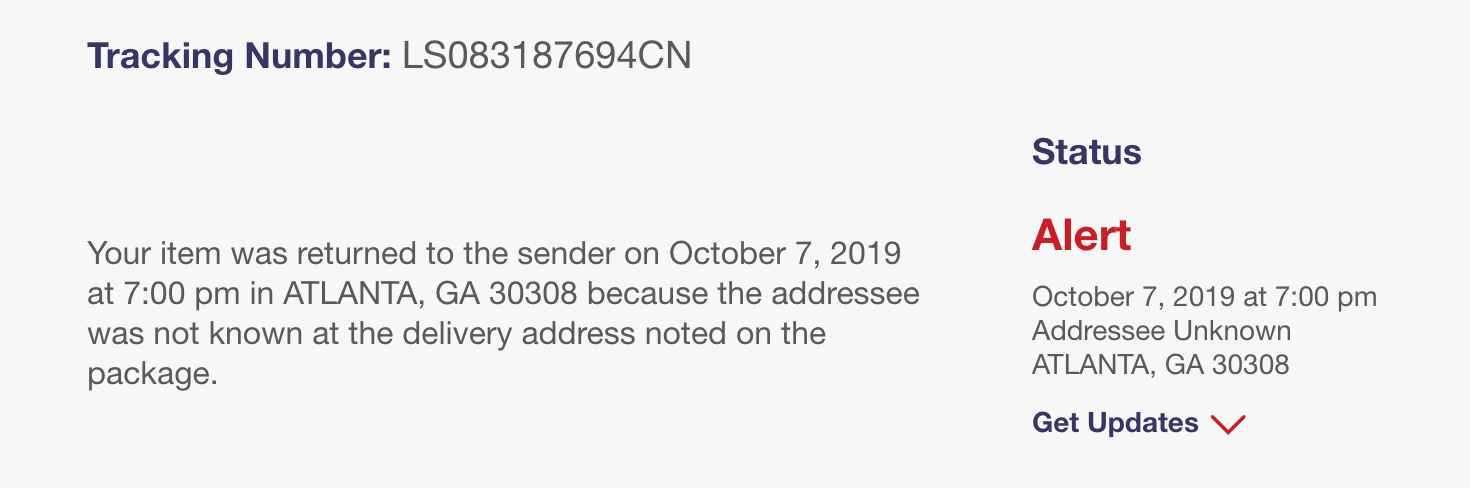 Tracking Number: LS083187694CN
Your item was returned to the sender on October 7, 2019
at 7:00 pm in ATLANTA, GA 30308 because the addressee
was not known at the delivery address noted on the
package.
Status
Alert
October 7, 2019 at 7:00 pm
Addressee Unknown
ATLANTA, GA 30308
Get Updates